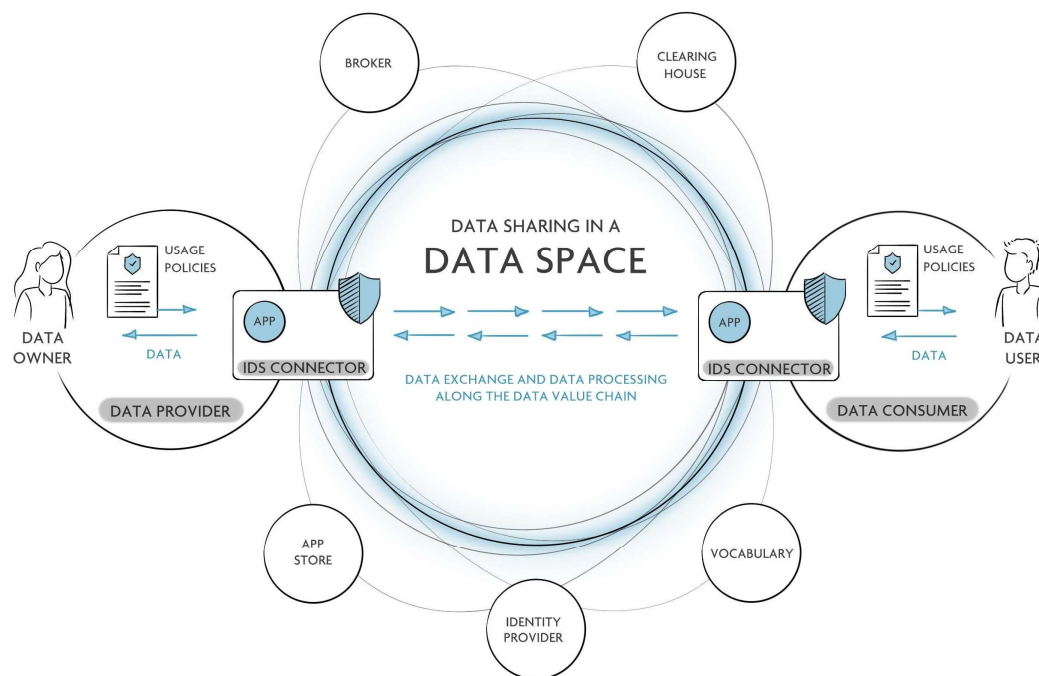 BROKER
CLEARING
HOUSE
DATA SHARING IN A
DATA SPACE
USAGE
POLICIES
DATA
OWNER
DATA
APP
IDS CONNECTOR
DATA PROVIDER
DATA EXCHANGE AND DATA PROCESSING
ALONG THE DATA VALUE CHAIN
APP
IDS CONNECTOR
USAGE
POLICIES
DATA
DATA
USER
DATA CONSUMER
APP
STORE
IDENTITY
PROVIDER
VOCABULARY